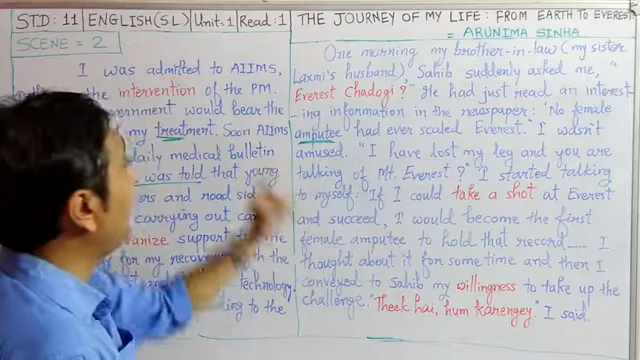 STD: 11 | ENGLISH (S.L) | Unit: 1 | Read: 1 | THE JOURNEY OF MY LIFE: FROM EARTH TO EVEREST
= ARUNIMA SINHA
SCENE = 2
I was admitted to AIIMS,
the intervention of the PM.
would bear the
my treatment. Soon AIIMS
daily medical bulletin
was told that young
and road
carrying out
support
for my recovery the
technology
to the
One morning my brother-in-law (my sister
Laxmi's husband), Sahib suddenly asked me, "
Everest Chadogi?" He had just read an interest-
-ing information in the newspaper: 'No female
amputee had ever scaled Everest.' I wasn't
amused. "I have lost my leg and you are
talking of Mt. Everest?" I started talking
to myself: 'If I could take a shot at Everest
and succeed, I would become the first
female amputee to hold that record...... I
thought about it for some time and then I
conveyed to Sahib my willingness to take up the
challenge. "Theek hai, hum karengey." I said.